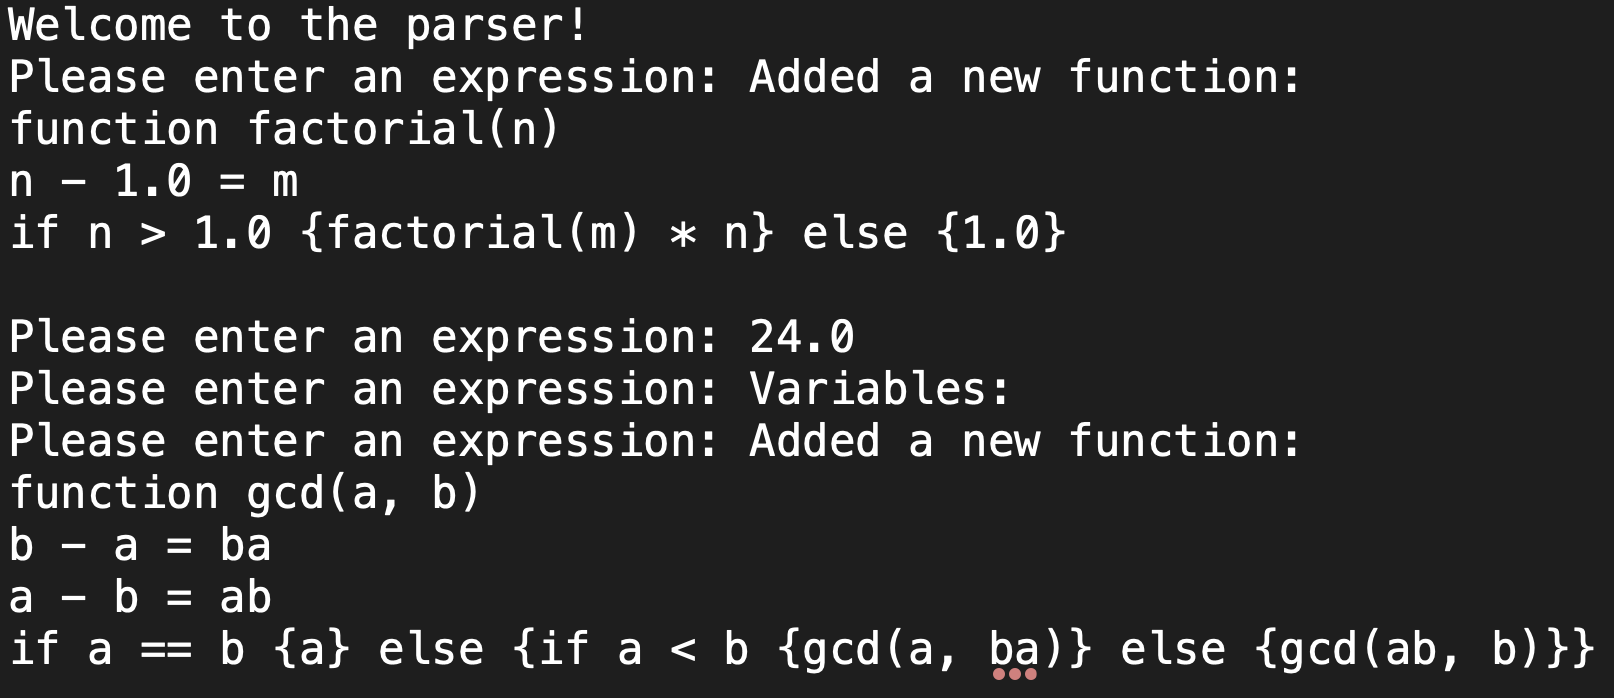 Welcome to the parser!
Please enter an expression: Added a new function:
function factorial(n)
n - 1.0 = m
if n > 1.0 {factorial(m) * n} else {1.0}
Please enter an expression: 24.0
Please enter an expression: Variables:
Please enter an expression: Added a new function:
function gcd(a, b)
b - a = ba
a - b = ab
if a == b {a} else {if a < b {gcd(a, ba)} else {gcd(ab, b)}}